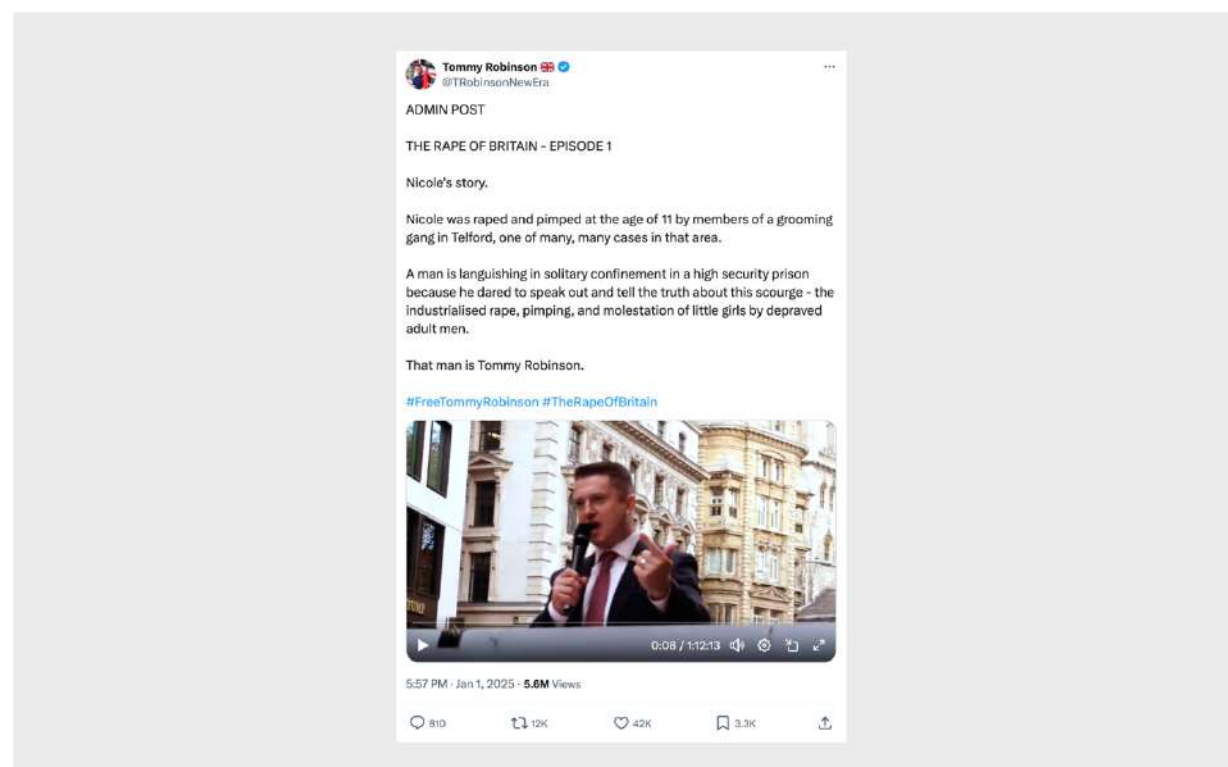 Tommy Robinson 🇬🇧
@TRobinsonNewEra
ADMIN POST
THE RAPE OF BRITAIN - EPISODE 1
Nicole's story.
Nicole was raped and pimped at the age of 11 by members of a grooming
gang in Telford, one of many, many cases in that area.
A man is languishing in solitary confinement in a high security prison
because he dared to speak out and tell the truth about this scourge - the
industrialised rape, pimping, and molestation of little girls by depraved
adult men.
That man is Tommy Robinson.
#FreeTommyRobinson #TheRapeOfBritain
0:08 / 1:12:13
5:57 PM · Jan 1, 2025 · 5.6M Views
810 12K 42K 3.3K